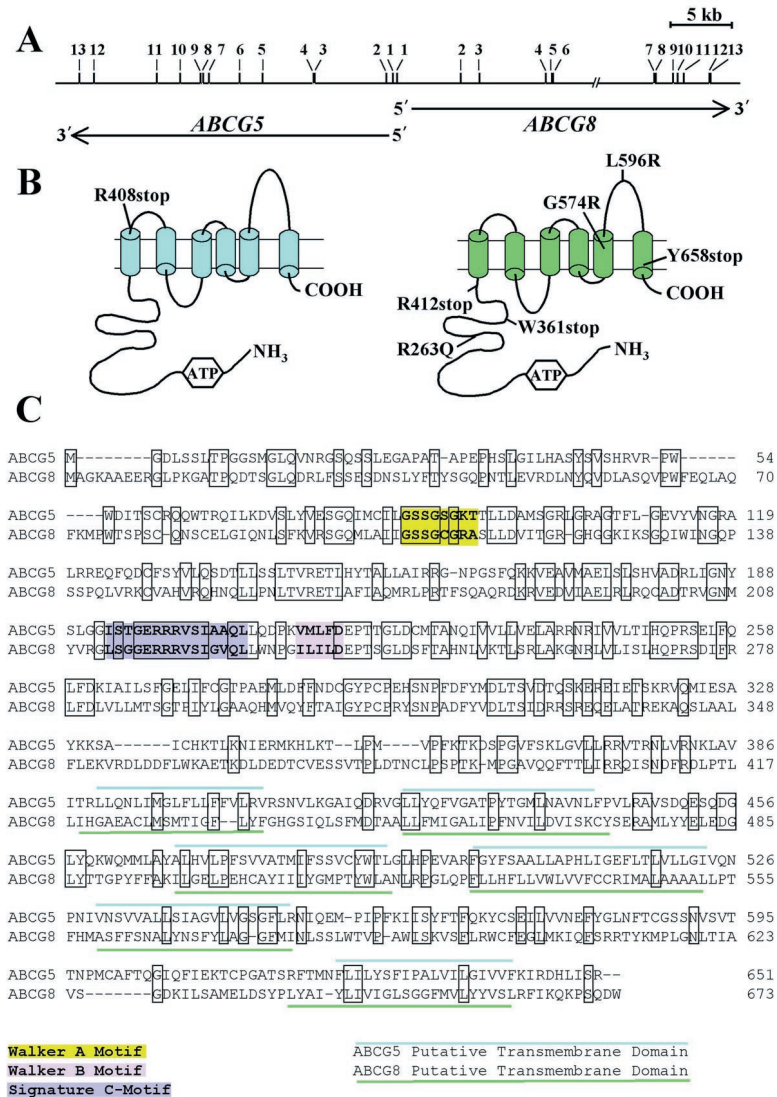 A
5 kb
13 12 11 10 9 8 7 6 5 4 3 2 1 1 2 3 4 5 6 7 8 9 10 11 12 13
5′
3′ ABCG5 5′ ABCG8 3′
B
R408stop
COOH
NH3
ATP
L596R
G574R
Y658stop
COOH
R412stop
W361stop
R263Q
NH3
ATP
C
ABCG5 M--------GDLSSLTPGGSMGLQVNRGSQSSLEGAPAT-APEPHSLGILHASYSVSHRVR-PW----- 54
ABCG8 MAGKAAEERGLPKGATPQDTSGLQDRLFSSESDNSLYFTYSGQPNTLEVRDLNYQVDLASQVPWFEQLAQ 70
ABCG5 ----WDITSCRQQWTRQILKDVSLYVESGQIMCILGSSGSGKTTLLDAMSGRLGRAGTFL-GEVYVNGRA 119
ABCG8 FKMPWTSPSC-QNSCELGIQNLSFKVRSGQMLAIIGSSGCGRASLLDVITGR-GHGGKIKSGQIWINGQP 138
ABCG5 LRREQFQDCFSYVLQSDTLLSSLTVRETLHYTALLAIRRG-NPGSFQKKVEAVMAELSLSHVADRLIGNY 188
ABCG8 SSPQLVRKCVAHVRQHNQLLPNLTVRETLAFIAQMRLPRTFSQAQRDKRVEDVIAELRLRQCADTRVGNM 208
ABCG5 SLGGISTGERRRVSIAAQLLQDPKVMLFDEPTTGLDCMTANQIVVLLVELARRNRIVVLTIHQPRSELFQ 258
ABCG8 YVRGLSGGERRRVSIGVQLLWNPGILILDEPTSGLDSFTAHNLVKTLSRLAKGNRLVLISLHQPRSDIFR 278
ABCG5 LFDKIAILSFGELIFCGTPAEMLDFFNDCGYPCPEHSNPFDFYMDLTSVDTQSKEREIETSKRVQMIESA 328
ABCG8 LFDLVLLMTSGTPIYLGAAQHMVQYFTAIGYPCPRYSNPADFYVDLTSIDRRSREQELATREKAQSLAAL 348
ABCG5 YKKSA------ICHKTLKNIERMKHLKT-LPM----VPFKTKDSPGVFSKLGVLLRRVTRNLVRNKLAV 386
ABCG8 FLEKVRDLDDFLWKAETKDLDEDTCVESSVTPLDTNCLPSPTK-MPGAVQQFTTLIRRQISNDFRDLPTL 417
ABCG5 ITRLLQNLIMGLFLLFFVLRVRSNVLKGAIQDRVGLLYQFVGATPYTGMLNAVNLFPVLRAVSDQESQDG 456
ABCG8 LIHGAEACLMSMTIGF--LYFGHGSIQLSFMDTAALLFMIGALIPFNVILDVISKCYSERAMLYYELEDG 485
ABCG5 LYQKWQMMLAYALHVLPFSVVATMIFSSVCYWTLGLHPEVARFGYFSAALLAPHLIGEFLTLVLLGIVQN 526
ABCG8 LYTTGPYFFAKILGELPEHCAYIIIYGMPTYWLANLRPGLQPFLLHFLLVWLVVFCCRIMALAAAALLPT 555
ABCG5 PNIVNSVVALLSIAGVLVGSGFLRNIQEM-PIPFKIISYFTFQKYCSEILVVNEFYGLNFTCGSSNVSVT 595
ABCG8 FHMASFFSNALYNSFYLAGGFMINLSSLWTVPAWISKVSFLRWCFEGLMKIQFSRRTYKMPLGNLTIA 623
ABCG5 TNPMCAFTQGIQFIEKTCPGATSRFTMNFLILYSFIPALVILGIVVFKIRDHLISR-- 651
ABCG8 VS-------GDKILSAMELDSYPLYAIYLIVIGLSGGFMVLYYVSLRFIKQKPSQDW 673
Walker A Motif
Walker B Motif
Signature C-Motif
ABCG5 Putative Transmembrane Domain
ABCG8 Putative Transmembrane Domain